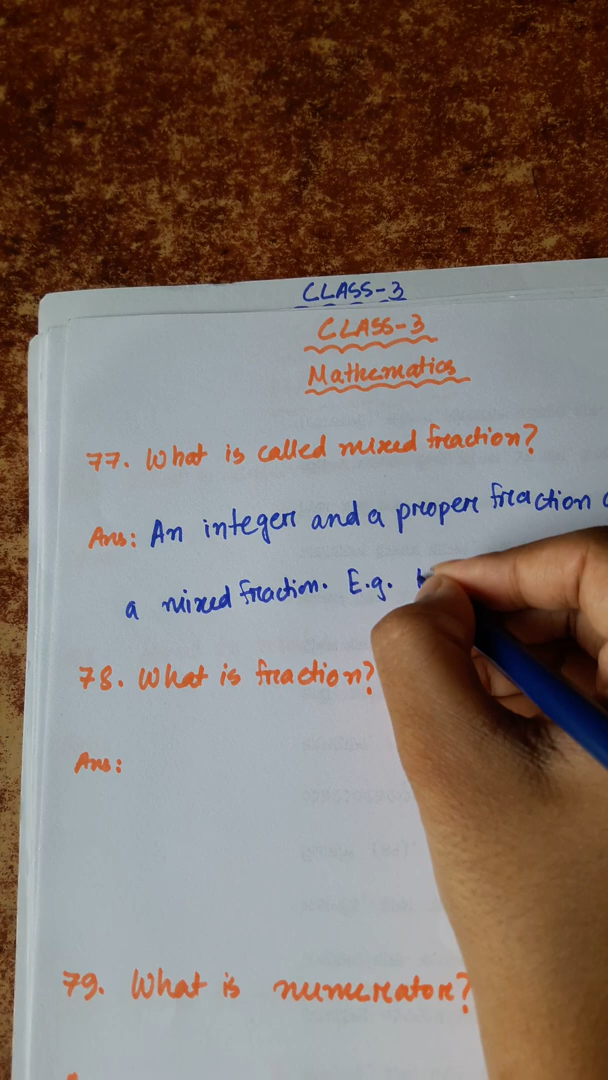 CLASS-3
CLASS-3
Mathematics
77. What is called mixed fraction?
Ans: An integer and a proper fraction
a mixed fraction. E.g.
78. What is fraction?
Ans:
79. What is numerator?